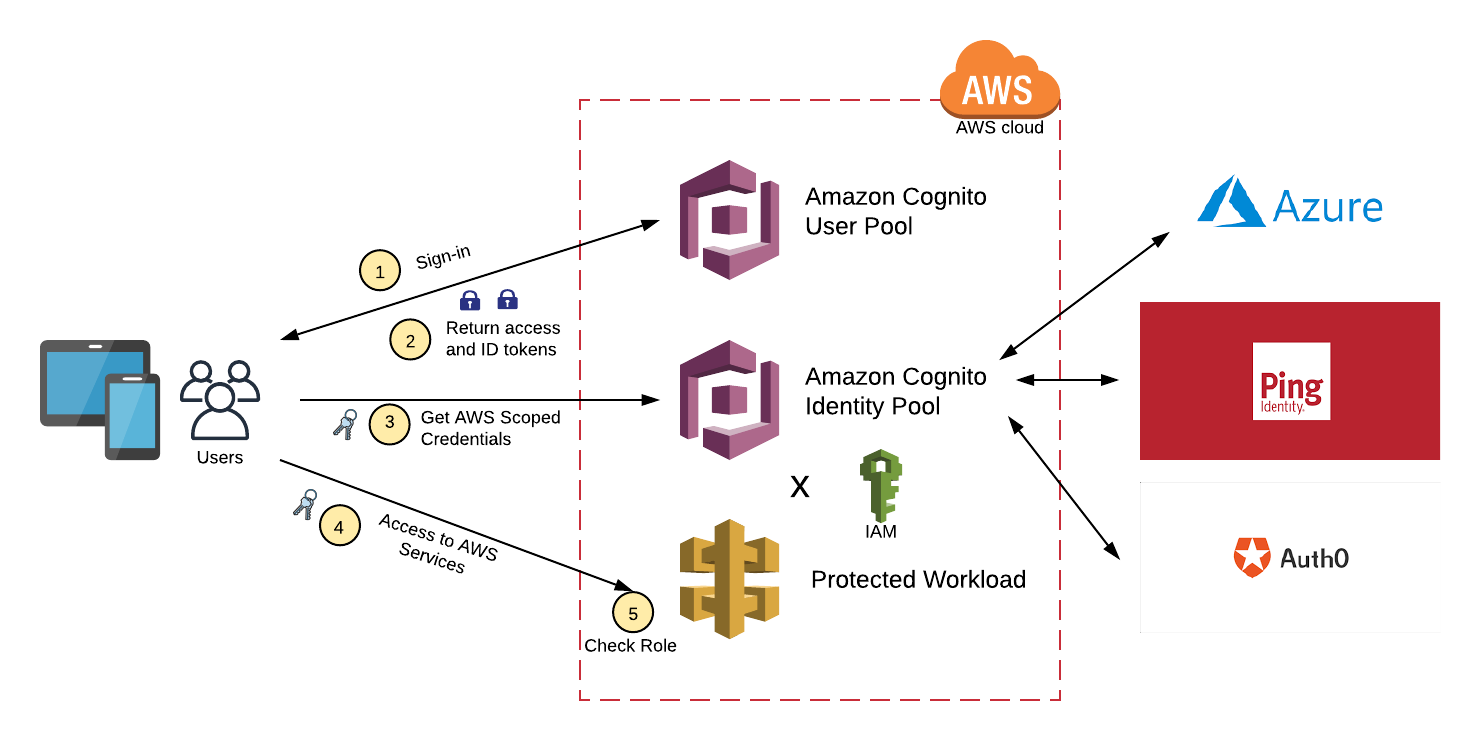 AWS
AWS cloud
Amazon Cognito
User Pool
Azure
1
Sign-in
2
Return access
and ID tokens
Users
3
Get AWS Scoped
Credentials
Amazon Cognito
Identity Pool
Ping
Identity.
X
IAM
4
Access to AWS
Services
5
Check Role
Protected Workload
Auth0